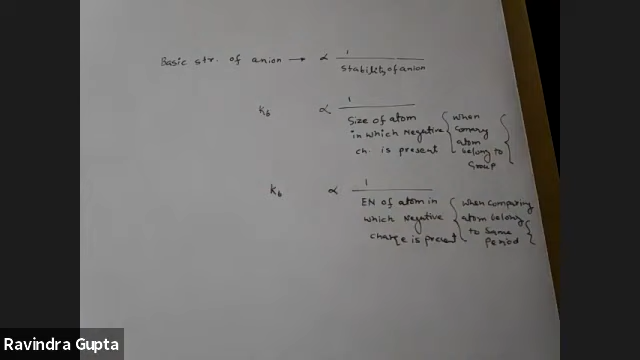 Basic str. of anion → ∝ 1 / stability of anion
Kb ∝ 1 / Size of atom in which Negative ch. is present { when Comary atom belong to Group {
Kb ∝ 1 / EN of atom in which Negative charge is present { when comparing atom belong to same period {
Ravindra Gupta